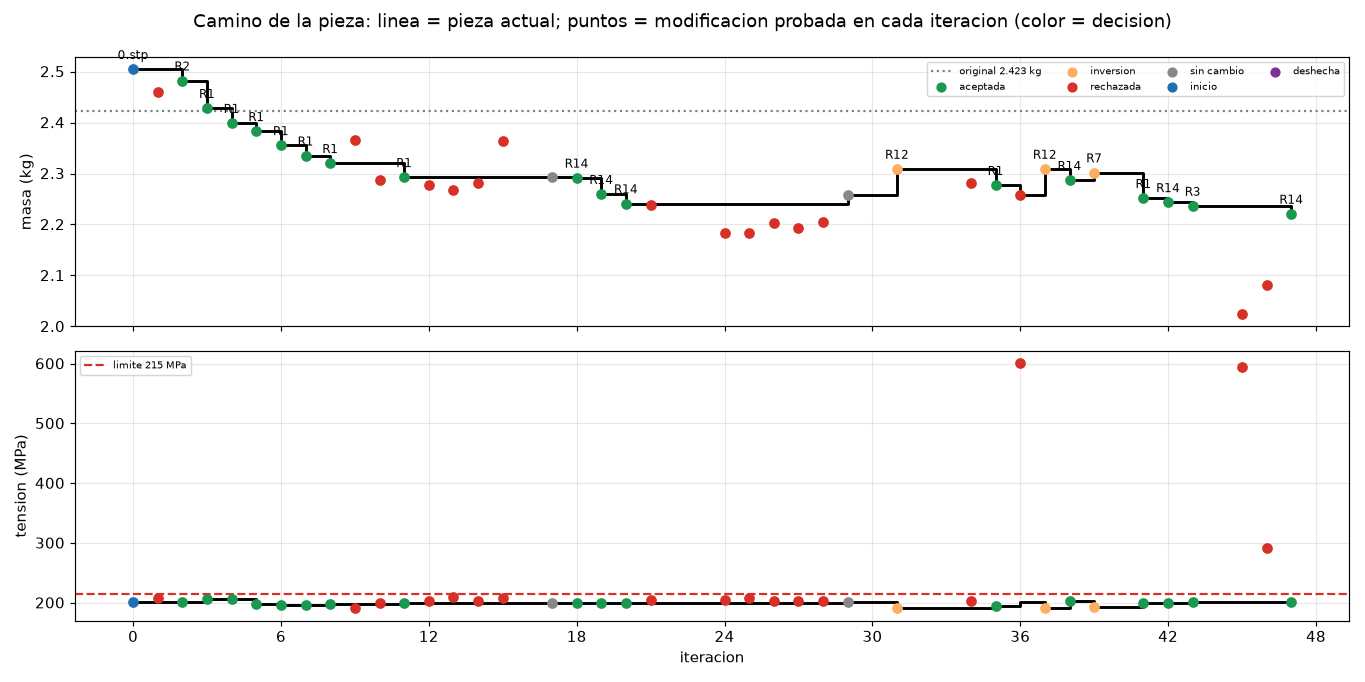 Camino de la pieza: linea = pieza actual; puntos = modificacion probada en cada iteracion (color = decision)
masa (kg)
2.5
2.4
2.3
2.2
2.1
2.0
0.stp
R2
R1
R1
R1
R1
R1
R1
R1
R14
R14
R14
R12
R1
R12
R14
R7
R1
R14
R3
R14
original 2.423 kg
aceptada
inversion
rechazada
sin cambio
inicio
deshecha
tension (MPa)
600
500
400
300
200
limite 215 MPa
0
6
12
18
24
30
36
42
48
iteracion